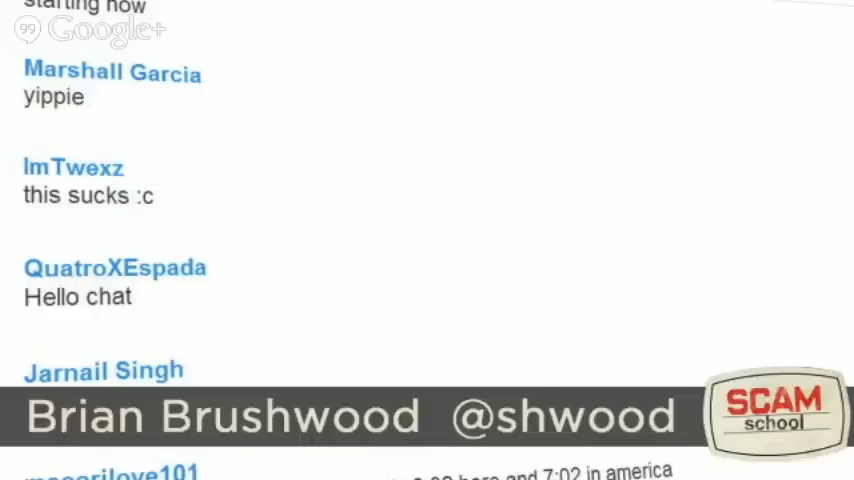 starting now
Google+
Marshall Garcia
yippie
ImTwexz
this sucks :c
QuatroXEspada
Hello chat
Jarnail Singh
Brian Brushwood @shwood
SCAM
school
here and 7:02 in america